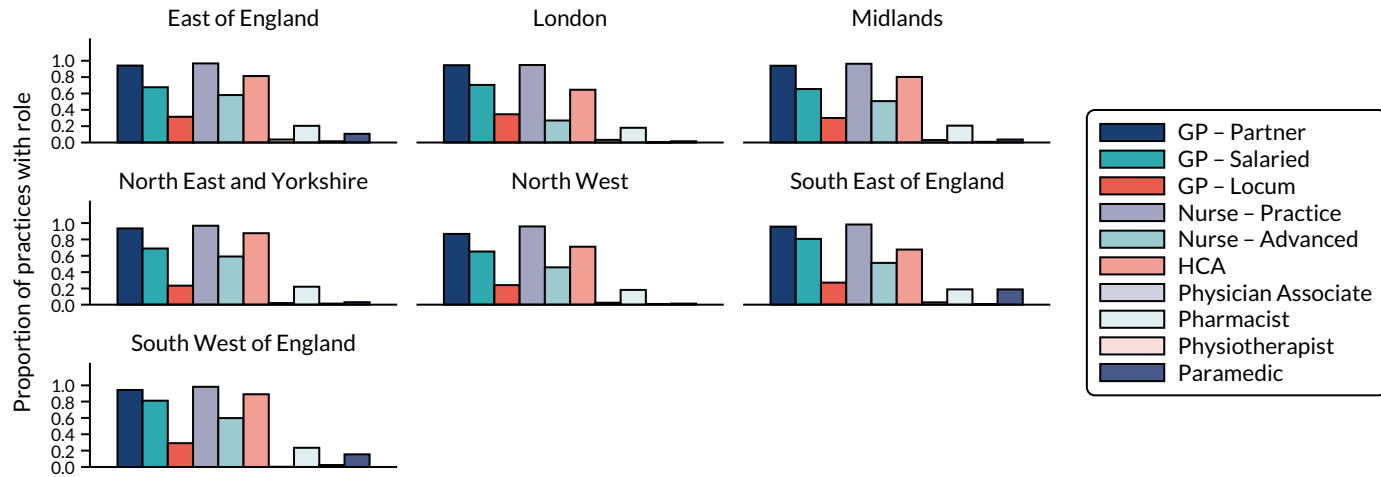 Proportion of practices with role
East of England
London
Midlands
1.0
0.8
0.6
0.4
0.2
0.0
North East and Yorkshire
North West
South East of England
1.0
0.8
0.6
0.4
0.2
0.0
South West of England
1.0
0.8
0.6
0.4
0.2
0.0
GP – Partner
GP – Salaried
GP – Locum
Nurse – Practice
Nurse – Advanced
HCA
Physician Associate
Pharmacist
Physiotherapist
Paramedic